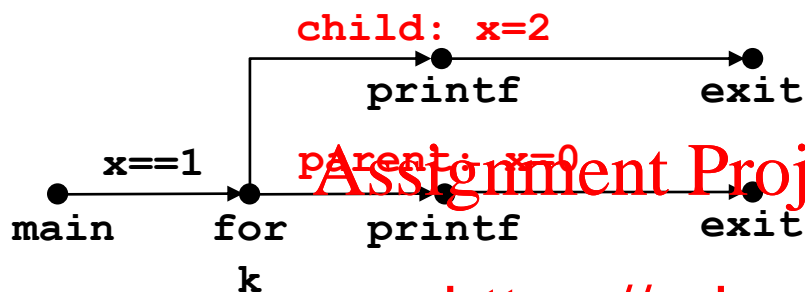 child: x=2
printf
exit
x==1
parent: x=0
Assignment Proj
main
for
k
printf
exit